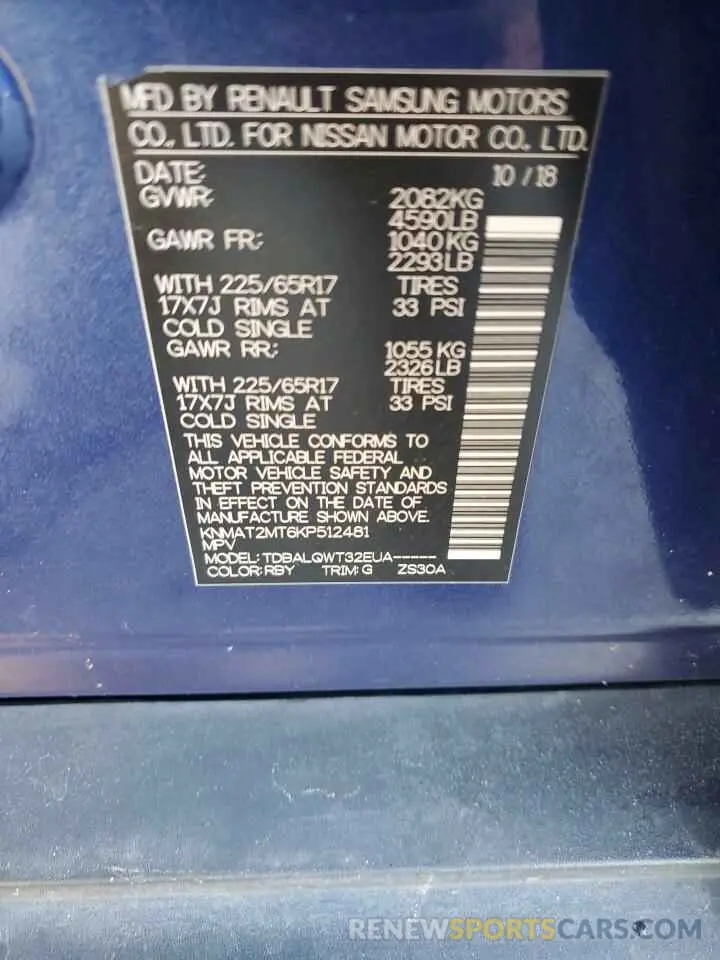 MFD BY RENAULT SAMSUNG MOTORS
CO., LTD. FOR NISSAN MOTOR CO., LTD.
DATE: 10 / 18
GVWR: 2082KG
4590LB
GAWR FR: 1040KG
2293LB
WITH 225/65R17 TIRES
17X7J RIMS AT 33 PSI
COLD SINGLE
GAWR RR: 1055 KG
2326LB
WITH 225/65R17 TIRES
17X7J RIMS AT 33 PSI
COLD SINGLE
THIS VEHICLE CONFORMS TO
ALL APPLICABLE FEDERAL
MOTOR VEHICLE SAFETY AND
THEFT PREVENTION STANDARDS
IN EFFECT ON THE DATE OF
MANUFACTURE SHOWN ABOVE.
KNMAT2MT6KP512481
MPV
MODEL:TDBALQWT32EUA-----
COLOR:RBY TRIM:G ZS30A
RENEWSPORTSCARS.COM